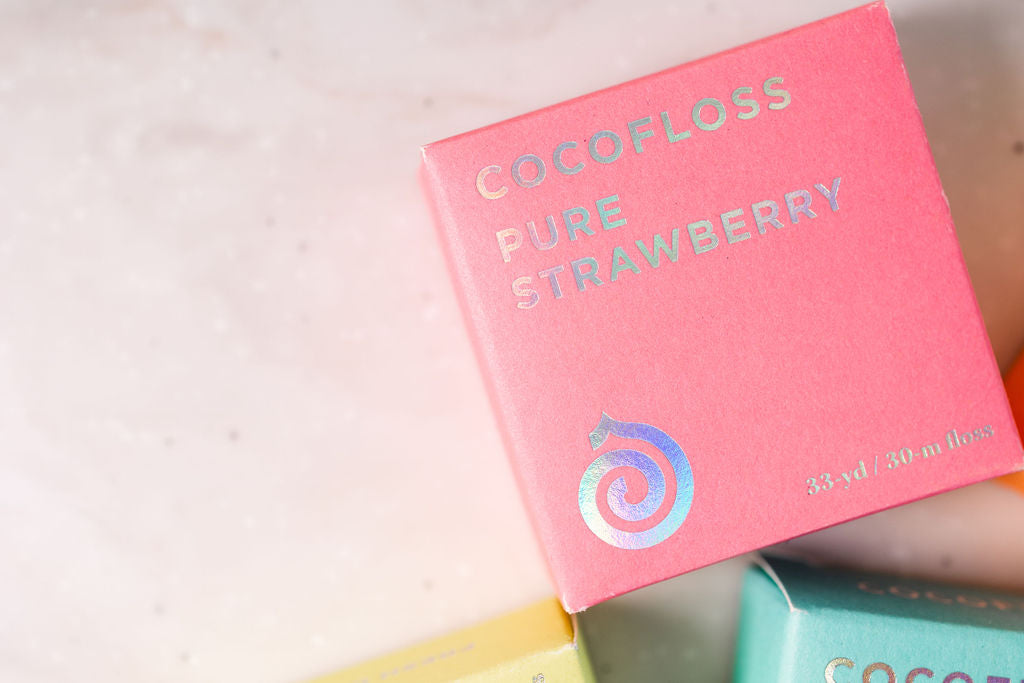 COCOFLOSS
PURE
STRAWBERRY
33-yd / 30-m floss